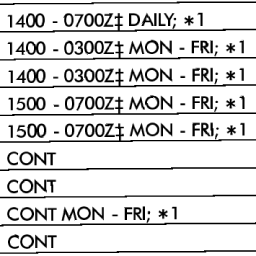 1400 - 0700Z‡ DAILY; *1
1400 - 0300Z‡ MON - FRI; *1
1400 - 0300Z‡ MON - FRI; *1
1500 - 0700Z‡ MON - FRI; *1
1500 - 0700Z‡ MON - FRI; *1
CONT
CONT
CONT MON - FRI; *1
CONT